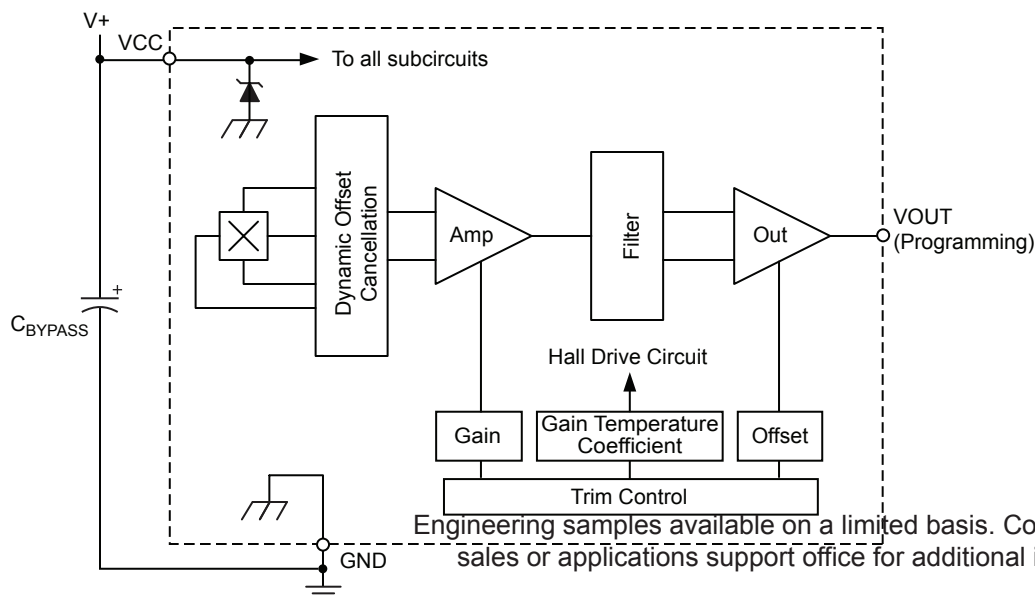 V+
VCC
To all subcircuits
Dynamic Offset
Cancellation
Amp
Filter
Out
VOUT
(Programming)
+
CBYPASS
Hall Drive Circuit
Gain
Gain Temperature
Coefficient
Offset
Trim Control
Engineering samples available on a limited basis. Co
sales or applications support office for additional i
GND